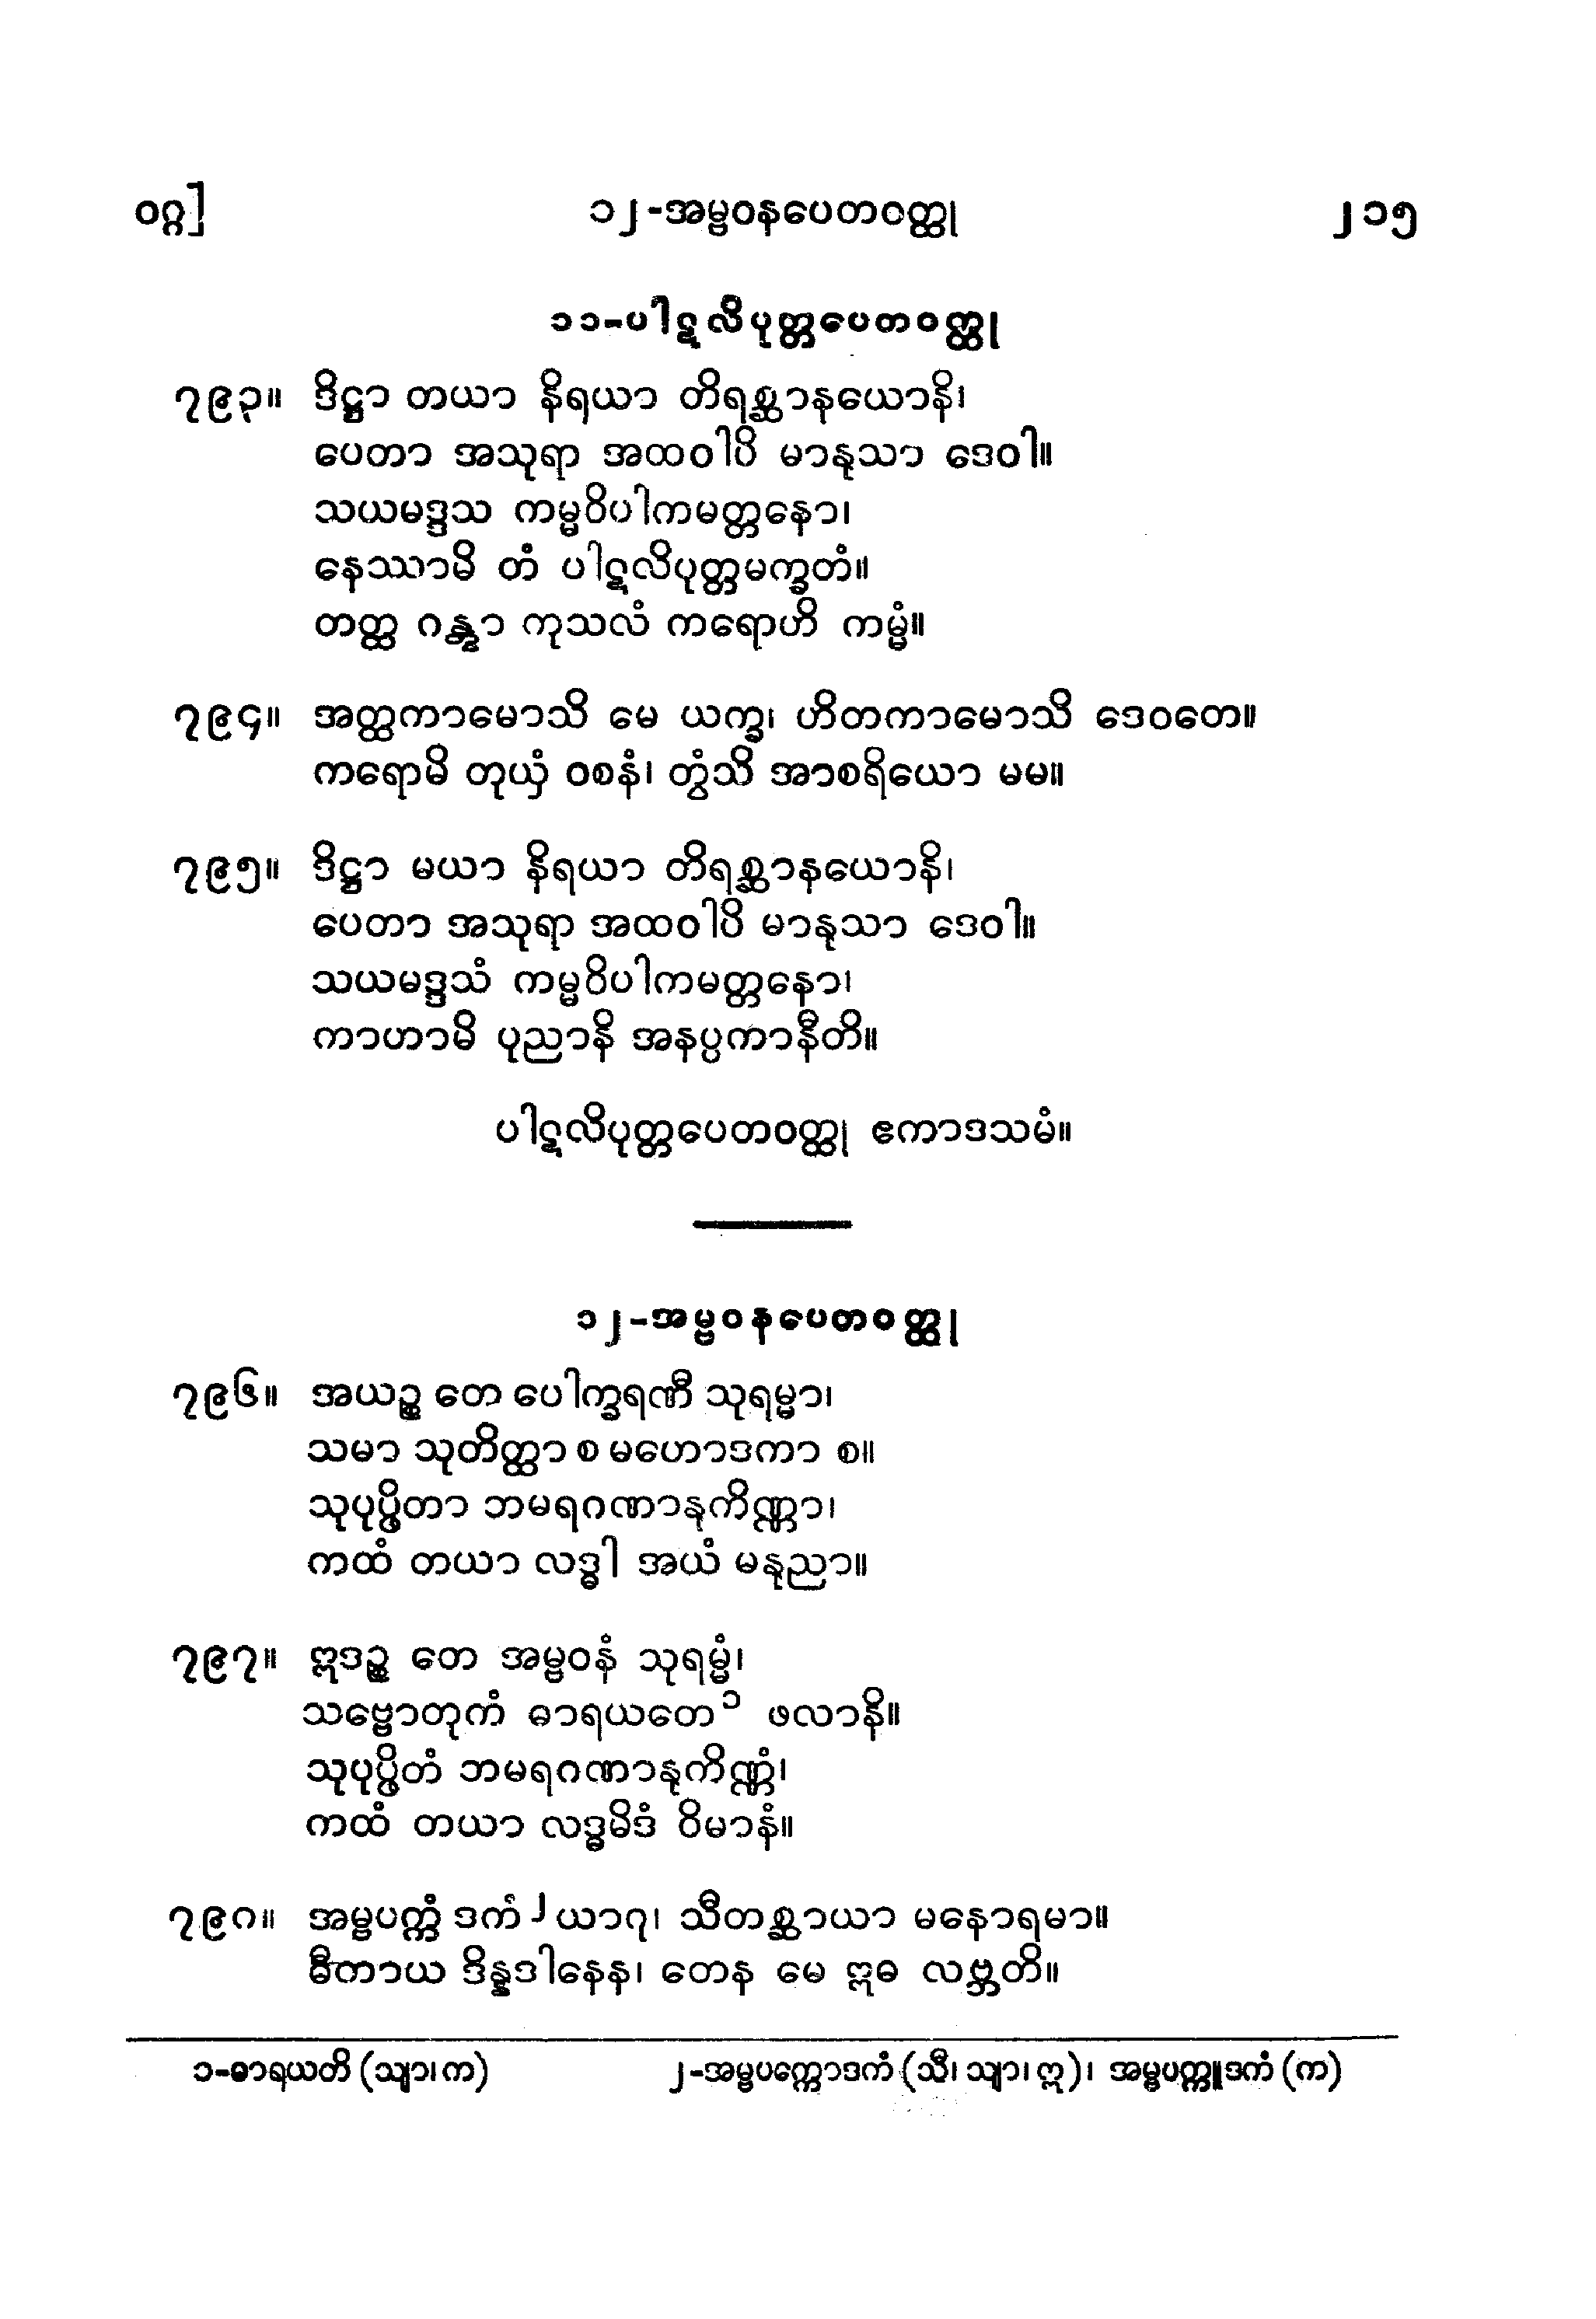 ဝဂ္ဂ]
၁၂-အမ္ဗဝနပေတဝတ္ထု
၂၁၅
၁၁-ပါဋလိပုတ္တပေတဝတ္ထု
၇၉၃။ ဒိဋ္ဌာ တယာ နိရယာ တိရစ္ဆာနယောနိ၊
ပေတာ အသုရာ အထဝါပိ မာနုသာ ဒေဝါ။
သယမဒ္ဒသ ကမ္မဝိပါကမတ္တနော၊
နေဿာမိ တံ ပါဋလိပုတ္တမက္ခတံ။
တတ္ထ ဂန္တွာ ကုသလံ ကရောဟိ ကမ္မံ။
၇၉၄။ အတ္ထကာမောသိ မေ ယက္ခ၊ ဟိတကာမောသိ ဒေဝတေ။
ကရောမိ တုယှံ ဝစနံ၊ တွံသိ အာစရိယော မမ။
၇၉၅။ ဒိဋ္ဌာ မယာ နိရယာ တိရစ္ဆာနယောနိ၊
ပေတာ အသုရာ အထဝါပိ မာနုသာ ဒေဝါ။
သယမဒ္ဒသံ ကမ္မဝိပါကမတ္တနော၊
ကာဟာမိ ပုညာနိ အနပ္ပကာနီတိ။
ပါဋလိပုတ္တပေတဝတ္ထု ဧကာဒသမံ။
၁၂-အမ္ဗဝနပေတဝတ္ထု
၇၉၆။ အယဉ္စ တေ ပေါက္ခရဏီ သုရမ္မာ၊
သမာ သုတိတ္ထာ စ မဟောဒကာ စ။
သုပုပ္ဖိတာ ဘမရဂဏာနုကိဏ္ဏာ၊
ကထံ တယာ လဒ္ဓါ အယံ မနုညာ။
၇၉၇။ ဣဒဉ္စ တေ အမ္ဗဝနံ သုရမ္မံ၊
သဗ္ဗောတုကံ ဓာရယတေ၁ ဖလာနိ။
သုပုပ္ဖိတံ ဘမရဂဏာနုကိဏ္ဏံ၊
ကထံ တယာ လဒ္ဓမိဒံ ဝိမာနံ။
၇၉၈။ အမ္ဗပက္ကံ ဒကံ၂ ယာဂု၊ သီတစ္ဆာယာ မနောရမာ။
ဓီတာယ ဒိန္နဒါနေန၊ တေန မေ ဣဓ လဗ္ဘတိ။
၁-ဓာရယတိ (သျာ၊ က)
၂-အမ္ဗပက္ကောဒကံ (သီ၊ သျာ၊ ဣ)၊ အမ္ဗပက္ကူဒကံ (က)